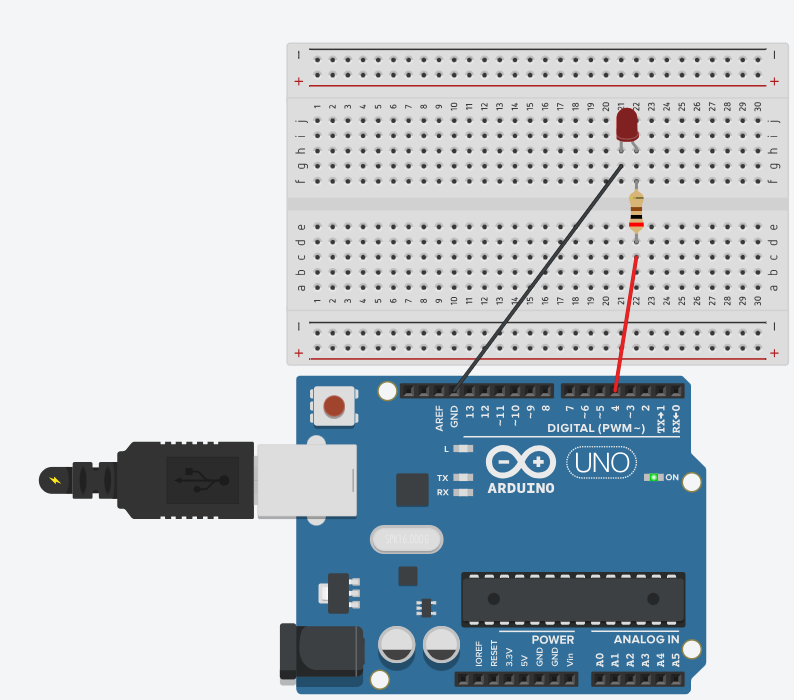 − −
+ +
1 2 3 4 5 6 7 8 9 10 11 12 13 14 15 16 17 18 19 20 21 22 23 24 25 26 27 28 29 30
j j
i i
h h
g g
f f
e e
d d
c c
b b
a a
1 2 3 4 5 6 7 8 9 10 11 12 13 14 15 16 17 18 19 20 21 22 23 24 25 26 27 28 29 30
− −
+ +
AREF GND 13 12 ~11 ~10 ~9 8 7 ~6 ~5 4 ~3 2 TX→1 RX←0
DIGITAL (PWM~)
L
TX
RX
ARDUINO
UNO
ON
POWER ANALOG IN
IOREF RESET 3.3V 5V GND GND Vin A0 A1 A2 A3 A4 A5